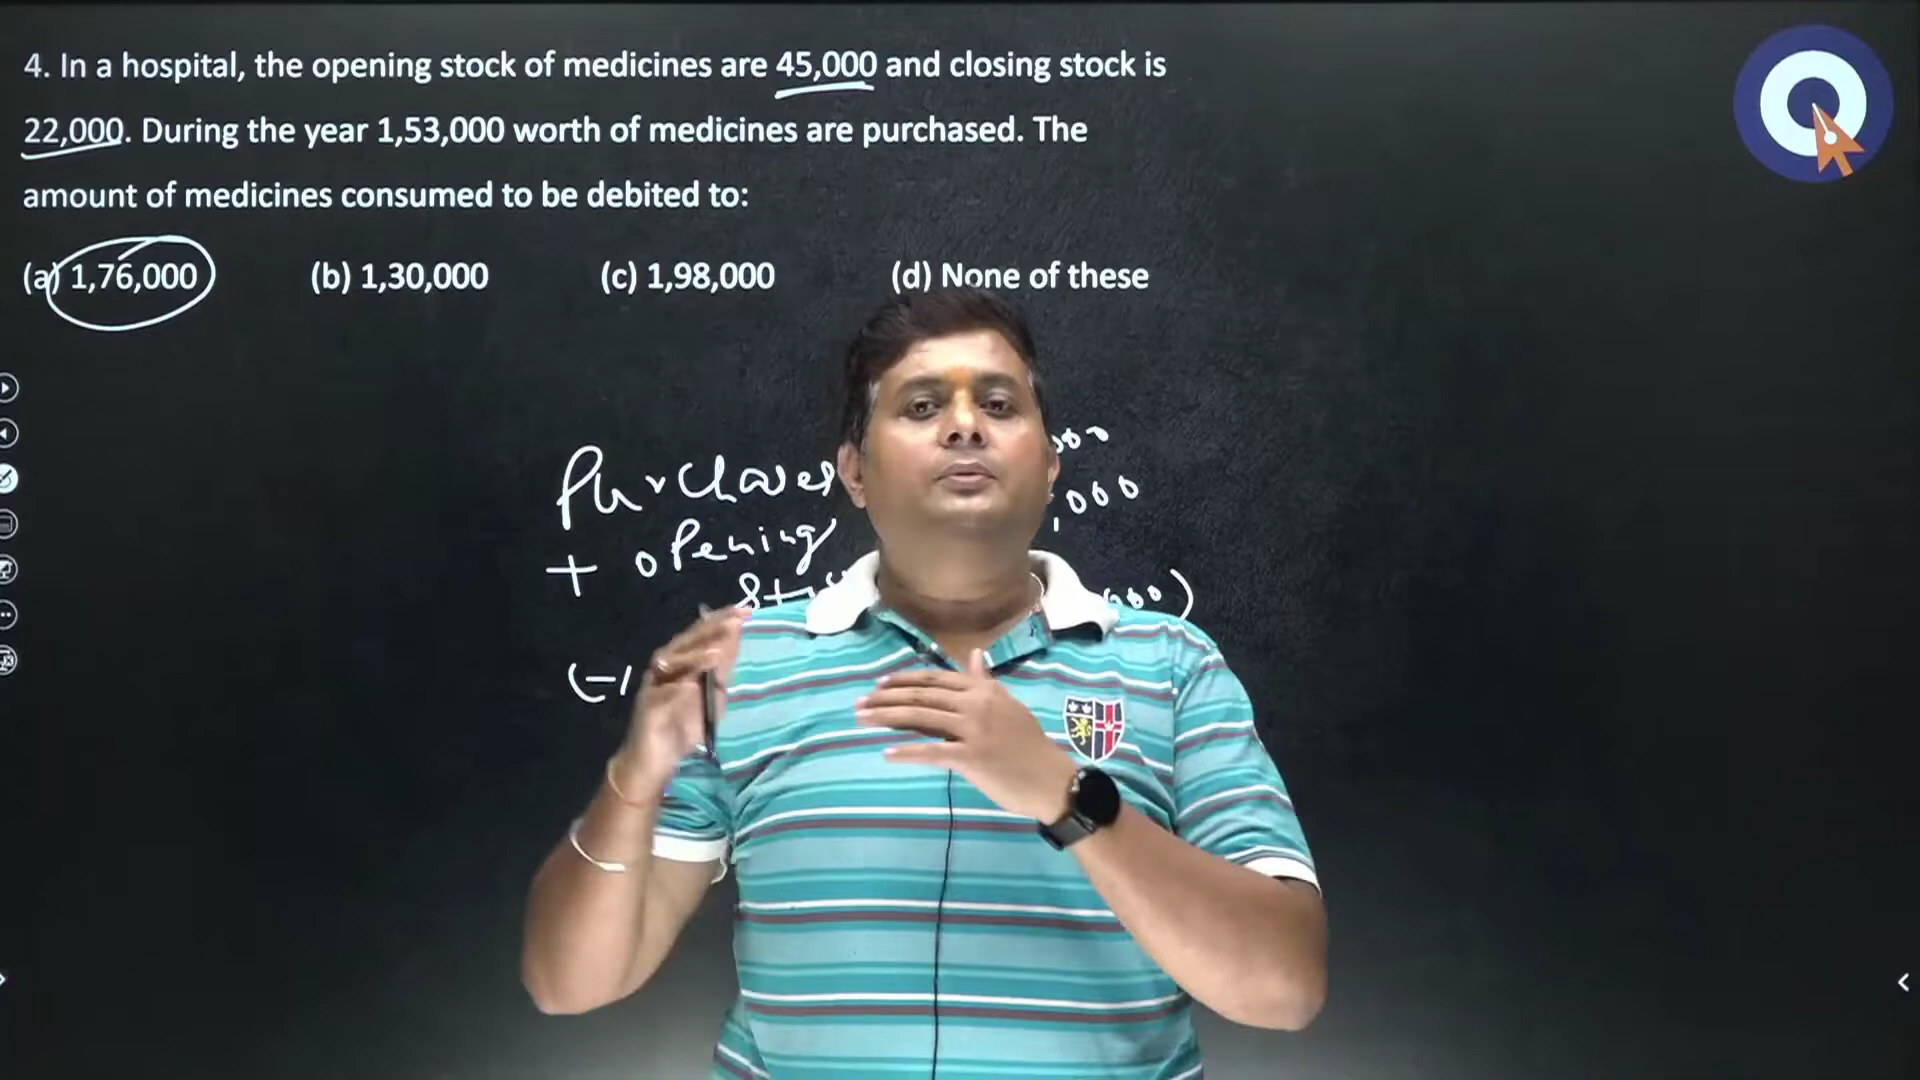 4. In a hospital, the opening stock of medicines are 45,000 and closing stock is
22,000. During the year 1,53,000 worth of medicines are purchased. The
amount of medicines consumed to be debited to:
(a) 1,76,000 (b) 1,30,000 (c) 1,98,000 (d) None of these
Purchases
+ opening